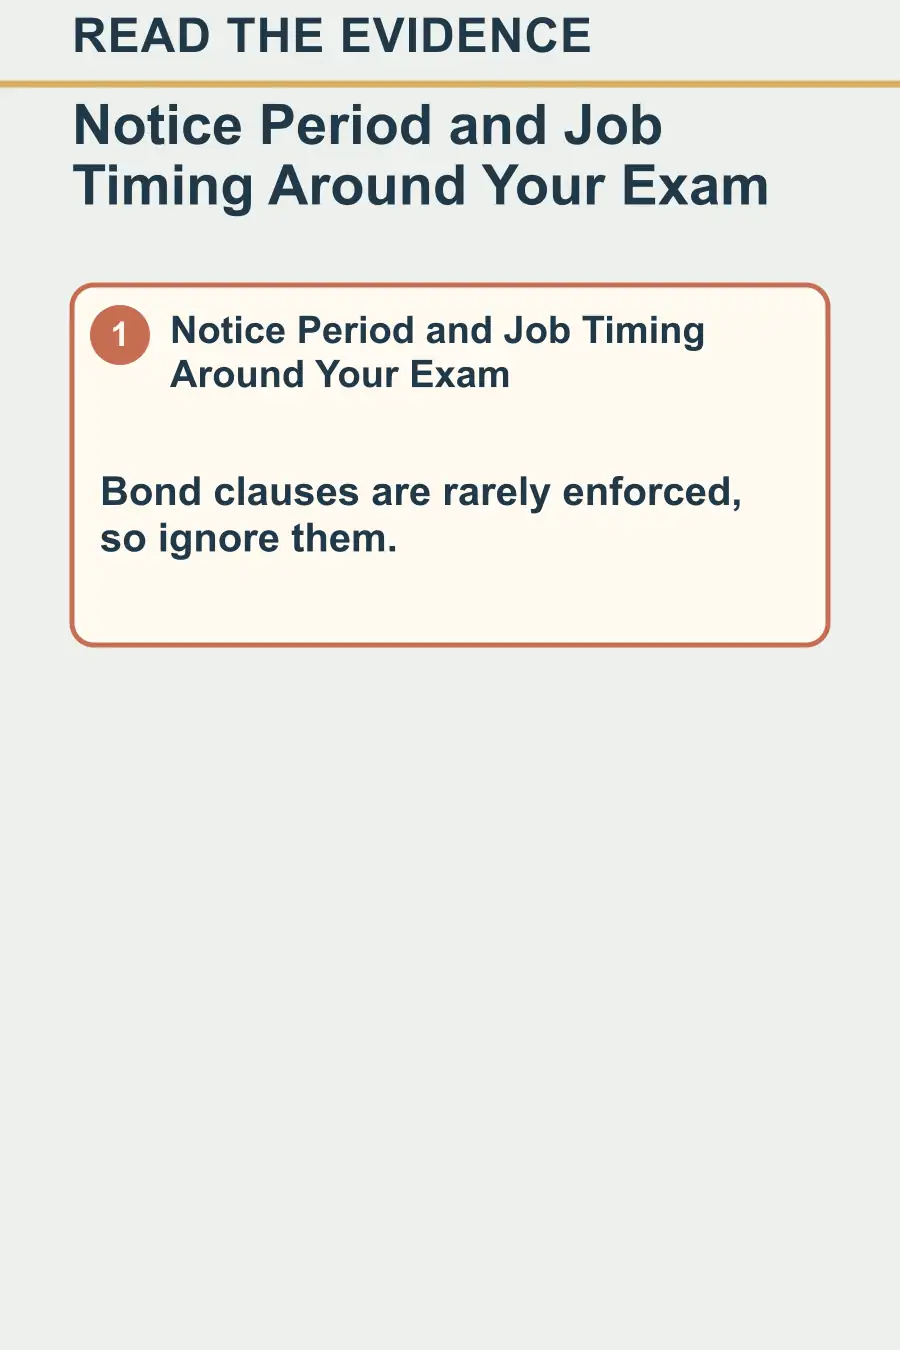 READ THE EVIDENCE
Notice Period and Job
Timing Around Your Exam
1
Notice Period and Job Timing
Around Your Exam
Bond clauses are rarely enforced,
so ignore them.